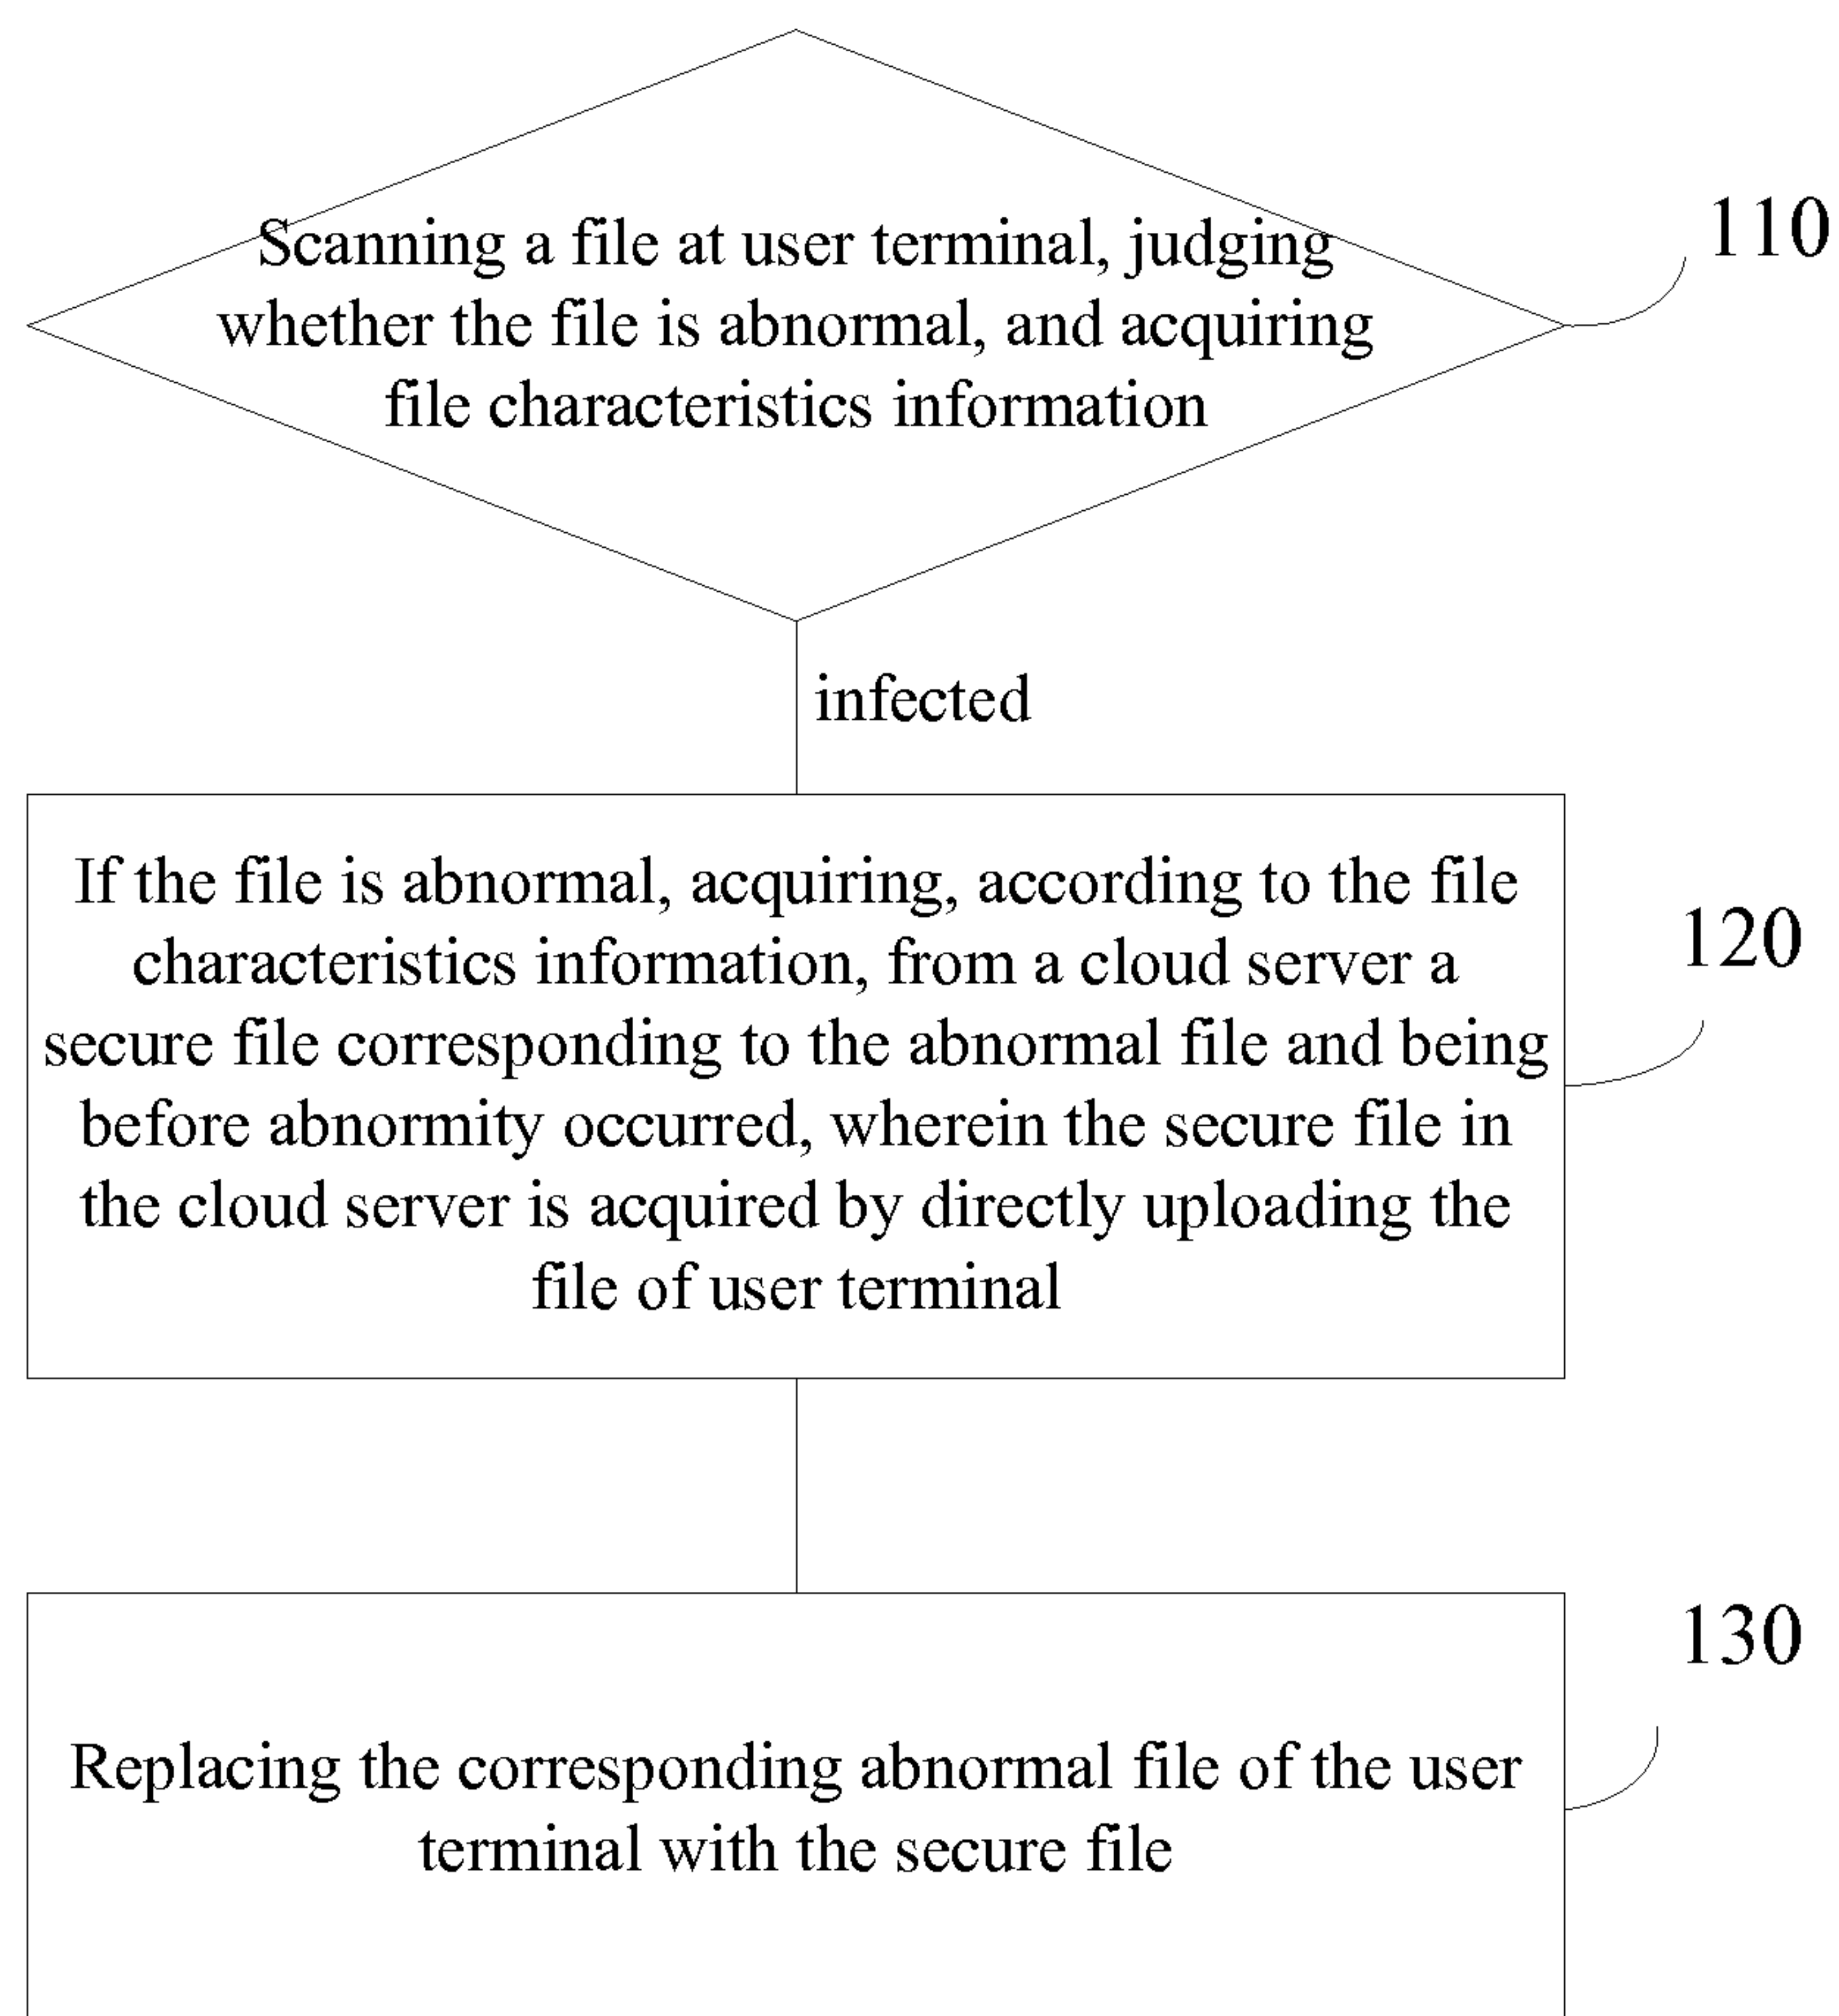 Scanning a file at user terminal, judging
whether the file is abnormal, and acquiring
file characteristics information
110
infected
If the file is abnormal, acquiring, according to the file
characteristics information, from a cloud server a
secure file corresponding to the abnormal file and being
before abnormity occurred, wherein the secure file in
the cloud server is acquired by directly uploading the
file of user terminal
120
130
Replacing the corresponding abnormal file of the user
terminal with the secure file